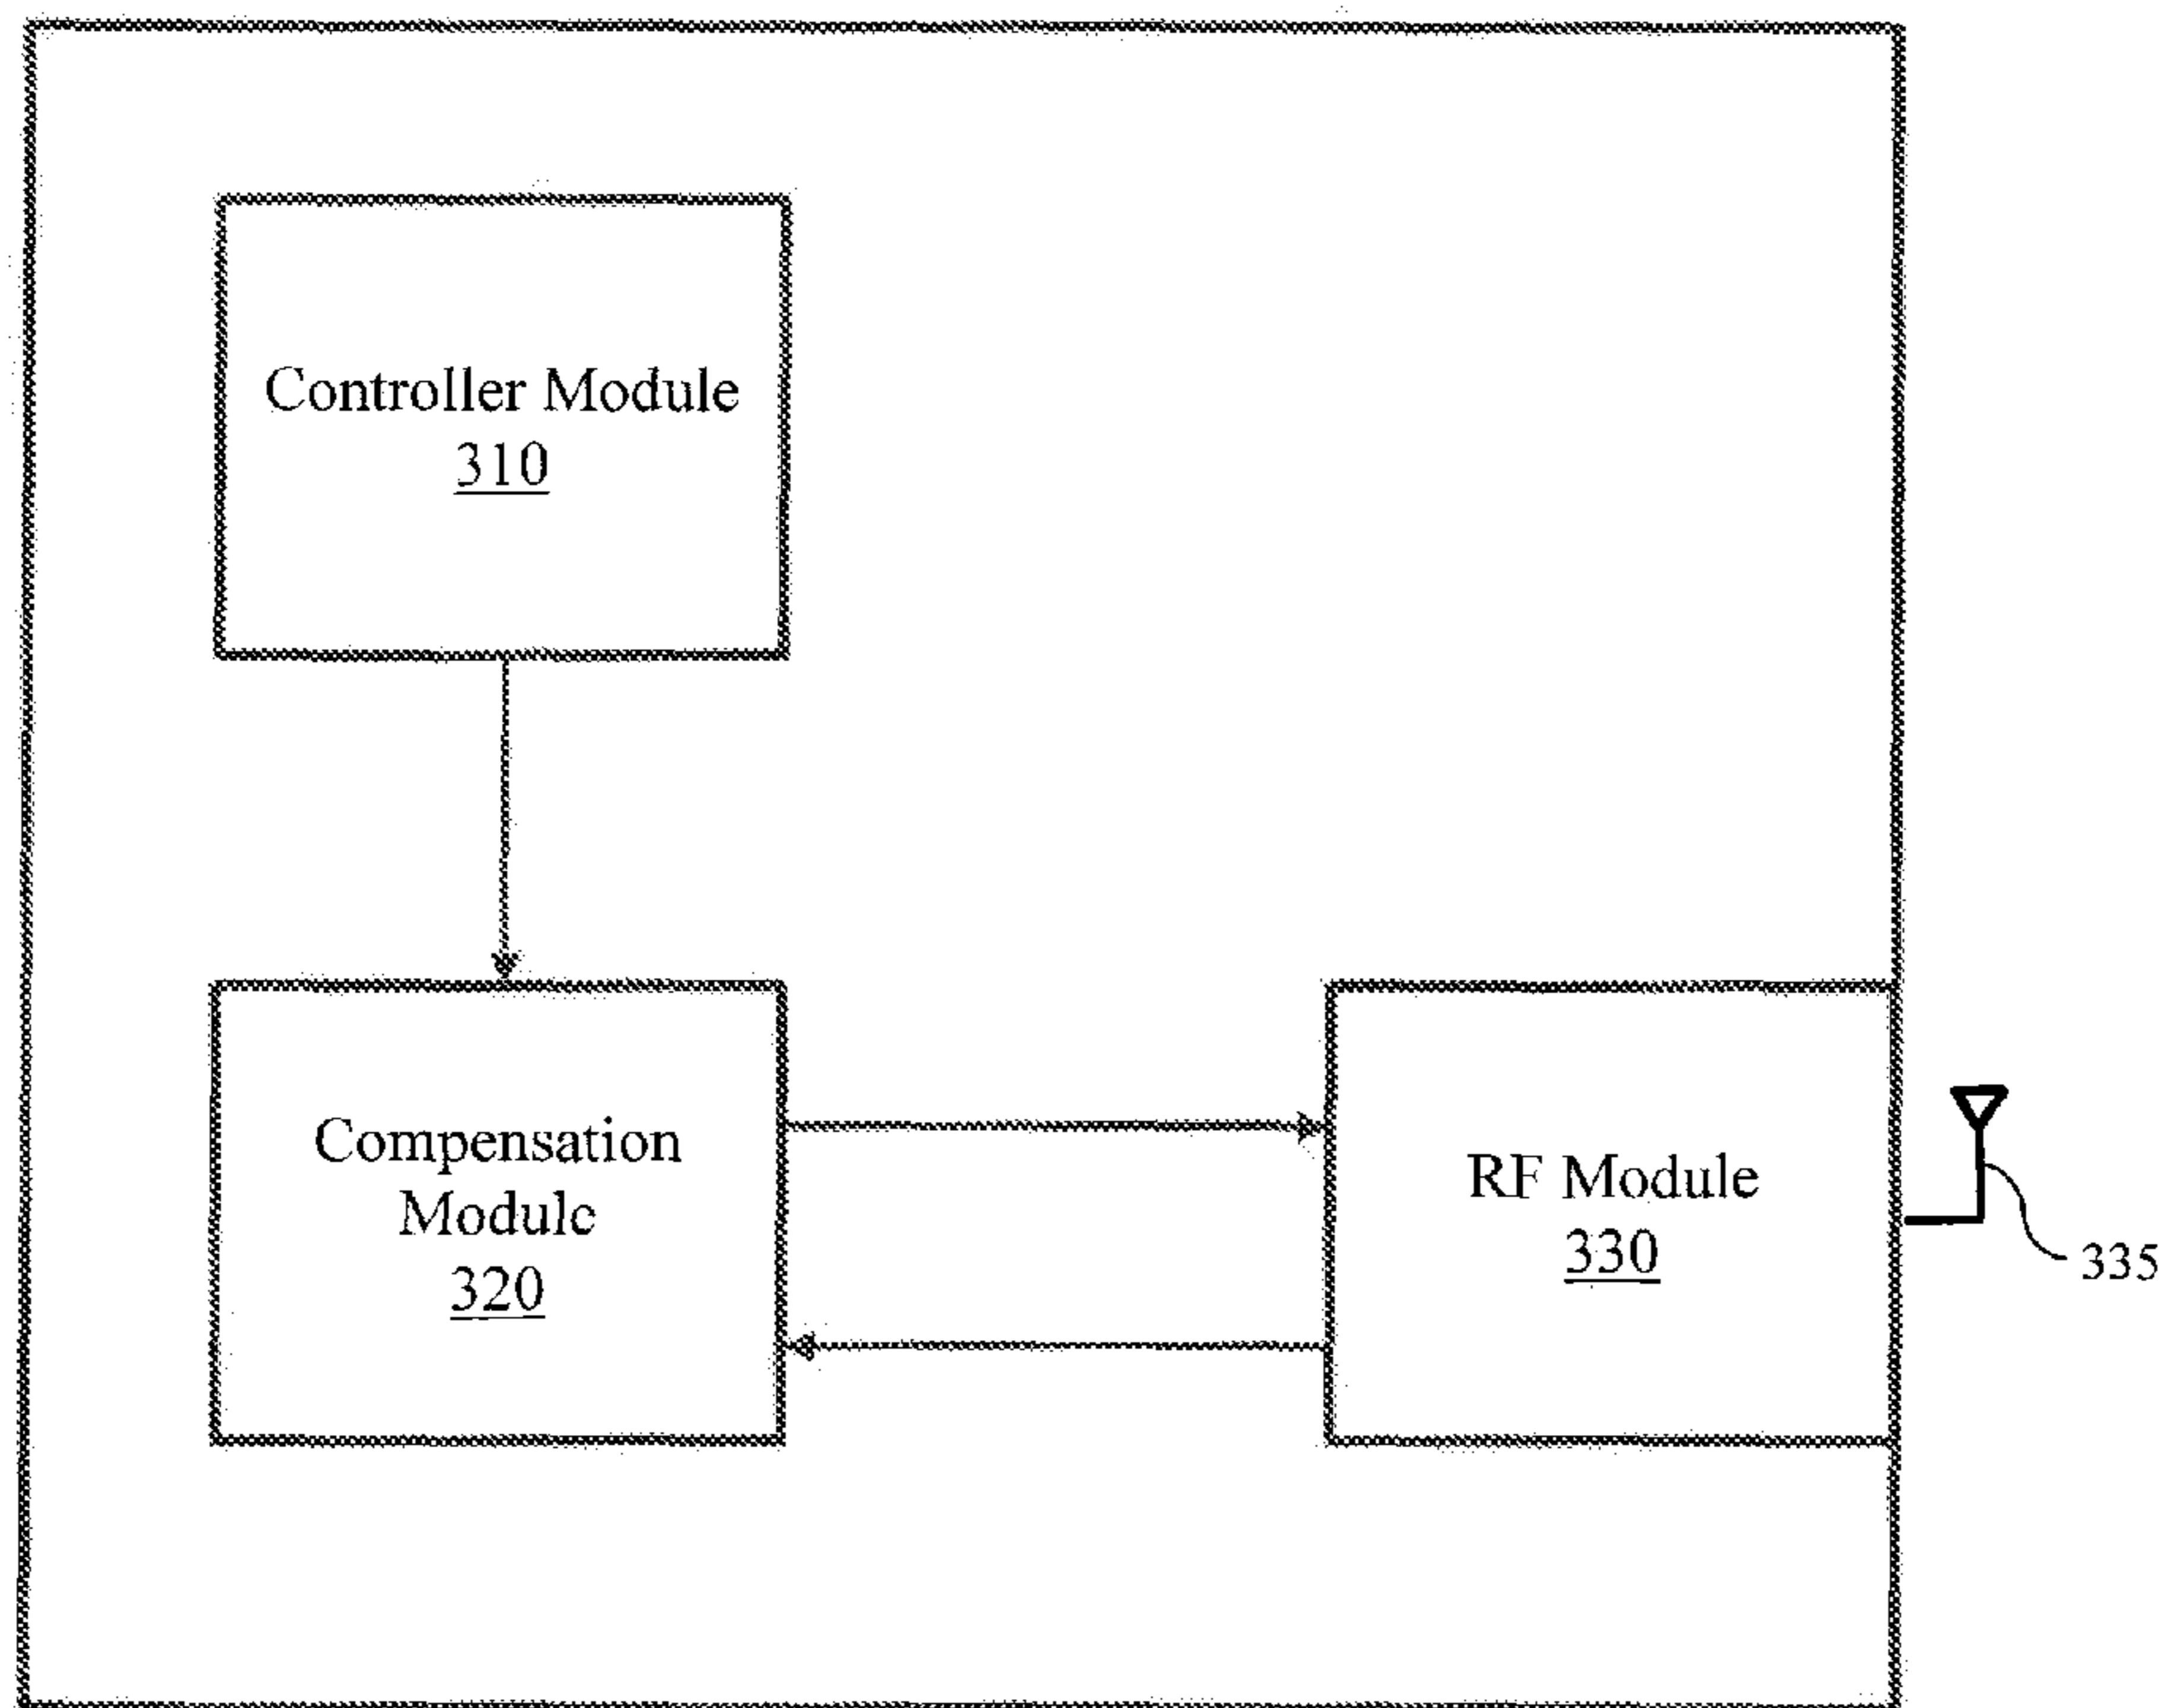 Controller Module
310
Compensation
Module
320
RF Module
330
335